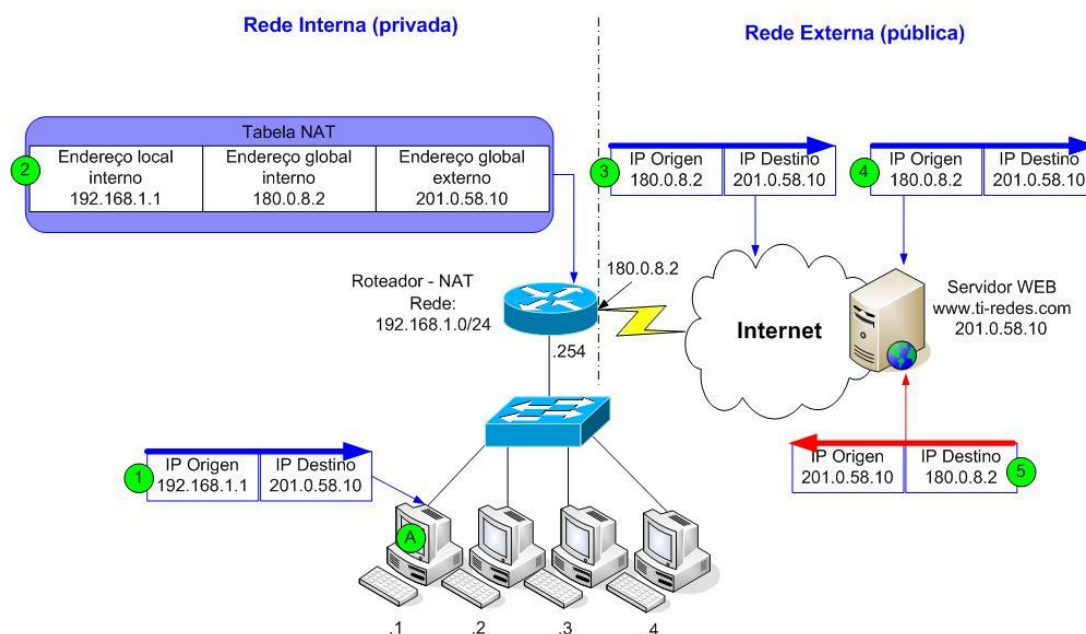 Rede Interna (privada)
Rede Externa (pública)
Tabela NAT
2
Endereço local
interno
192.168.1.1
Endereço global
interno
180.0.8.2
Endereço global
externo
201.0.58.10
3
IP Origen
180.0.8.2
IP Destino
201.0.58.10
4
IP Origen
180.0.8.2
IP Destino
201.0.58.10
Roteador - NAT
Rede:
192.168.1.0/24
180.0.8.2
.254
Internet
Servidor WEB
www.ti-redes.com
201.0.58.10
1
IP Origen
192.168.1.1
IP Destino
201.0.58.10
IP Origen
201.0.58.10
IP Destino
180.0.8.2
5
A
.1
.2
.3
.4